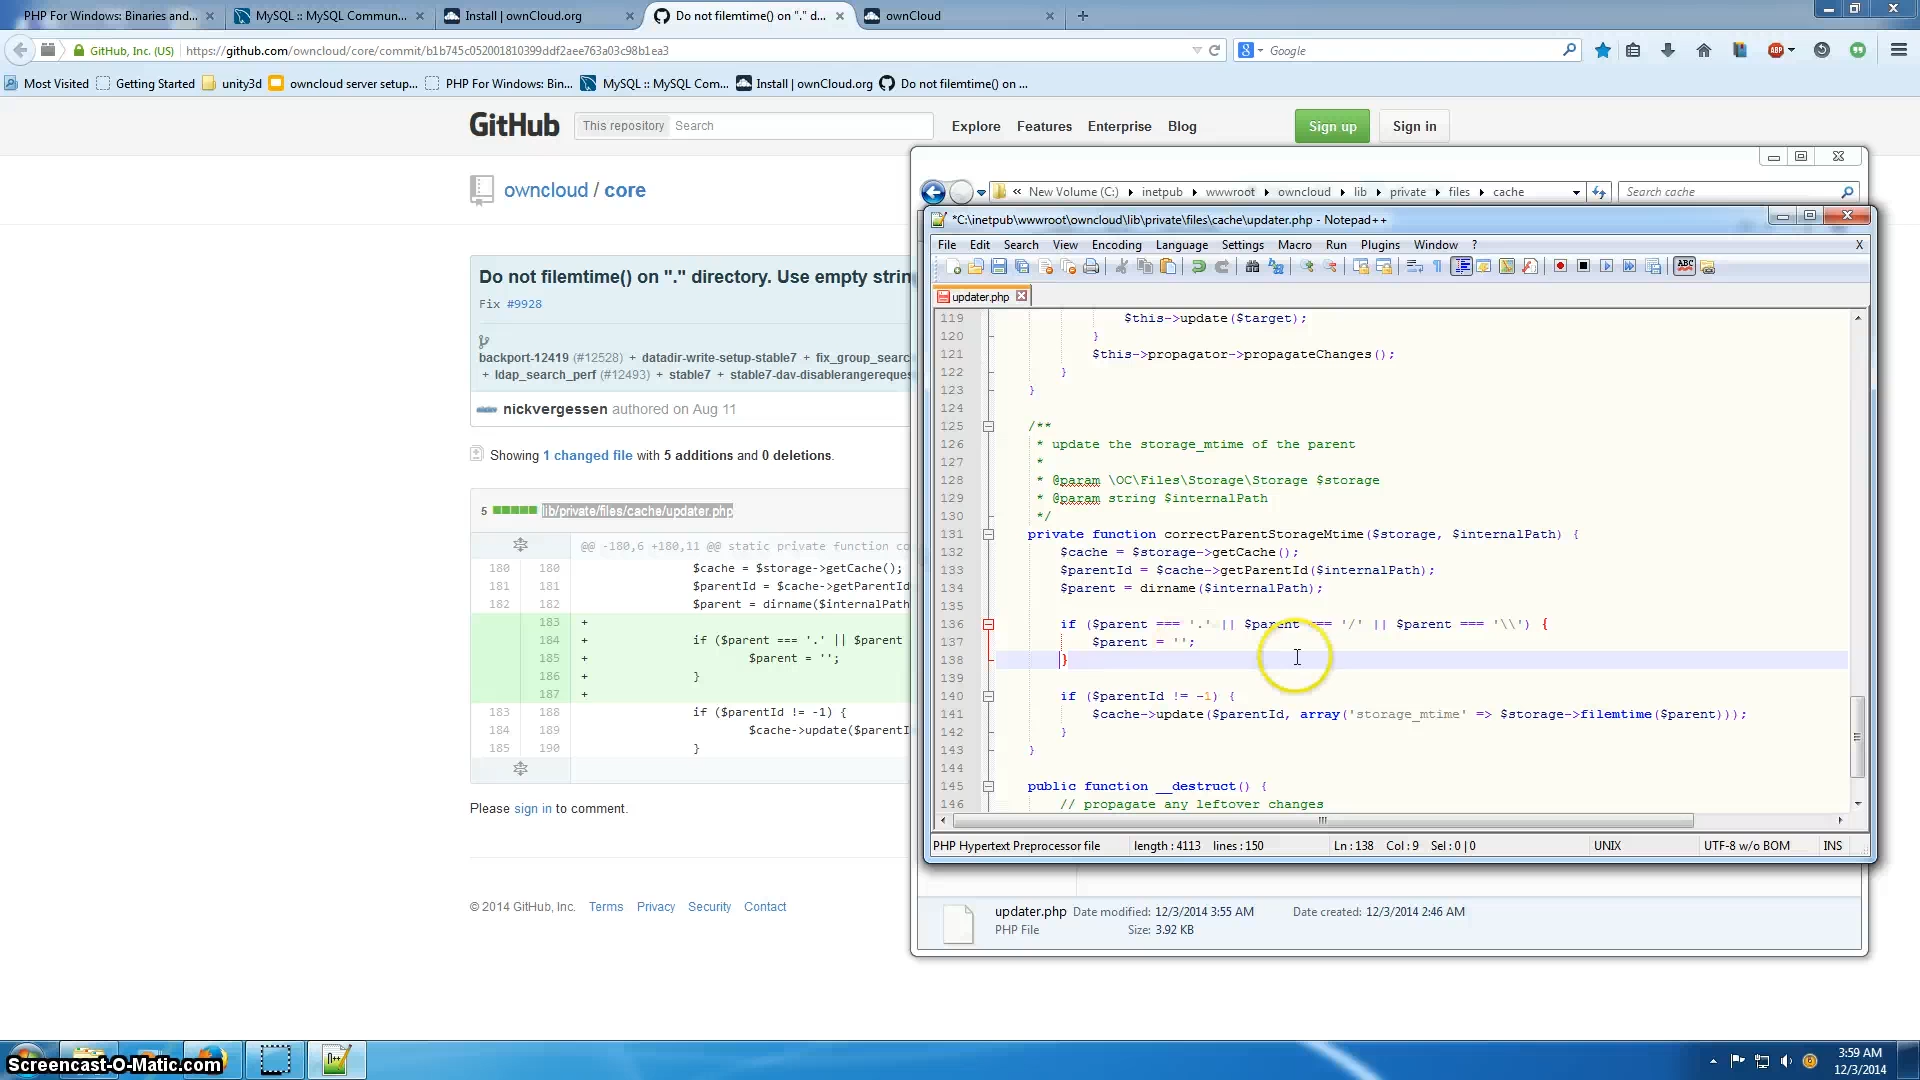 PHP For Windows: Binaries and...
MySQL :: MySQL Commun...
Install | ownCloud.org
Do not filemtime() on "." d...
ownCloud
GitHub, Inc. (US)
https://github.com/owncloud/core/commit/b1b745c052001810399ddf2aee763a03c98b1ea3
Google
Most Visited
Getting Started
unity3d
owncloud server setup...
PHP For Windows: Bin...
MySQL :: MySQL Com...
Install | ownCloud.org
Do not filemtime() on ...
GitHub
This repository
Search
Explore
Features
Enterprise
Blog
Sign up
Sign in
owncloud / core
Do not filemtime() on "." directory. Use empty strin
Fix #9928
backport-12419 (#12528) + datadir-write-setup-stable7 + fix_group_searc
+ ldap_search_perf (#12493) + stable7 + stable7-dav-disablerangereques
nickvergessen authored on Aug 11
Showing 1 changed file with 5 additions and 0 deletions.
5 lib/private/files/cache/updater.php
@@ -180,6 +180,11 @@ static private function co
180 180 $cache = $storage->getCache();
181 181 $parentId = $cache->getParentId
182 182 $parent = dirname($internalPath
183 +
184 + if ($parent === '.' || $parent
185 + $parent = '';
186 + }
187 +
183 188 if ($parentId != -1) {
184 189 $cache->update($parentI
185 190 }
Please sign in to comment.
© 2014 GitHub, Inc.
Terms
Privacy
Security
Contact
« New Volume (C:) inetpub wwwroot owncloud lib private files cache
Search cache
*C:\inetpub\wwwroot\owncloud\lib\private\files\cache\updater.php - Notepad++
File Edit Search View Encoding Language Settings Macro Run Plugins Window ? X
ABC
updater.php
119 $this->update($target);
120 }
121 $this->propagator->propagateChanges();
122 }
123 }
124
125 /**
126 * update the storage_mtime of the parent
127 *
128 * @param \OC\Files\Storage\Storage $storage
129 * @param string $internalPath
130 */
131 private function correctParentStorageMtime($storage, $internalPath) {
132 $cache = $storage->getCache();
133 $parentId = $cache->getParentId($internalPath);
134 $parent = dirname($internalPath);
135
136 if ($parent === '.' || $parent === '/' || $parent === '\\') {
137 $parent = '';
138 }
139
140 if ($parentId != -1) {
141 $cache->update($parentId, array('storage_mtime' => $storage->filemtime($parent)));
142 }
143 }
144
145 public function __destruct() {
146 // propagate any leftover changes
PHP Hypertext Preprocessor file
length : 4113 lines : 150
Ln : 138 Col : 9 Sel : 0 | 0
UNIX
UTF-8 w/o BOM
INS
updater.php Date modified: 12/3/2014 3:55 AM Date created: 12/3/2014 2:46 AM
PHP File Size: 3.92 KB
Screencast-O-Matic.com
3:59 AM
12/3/2014